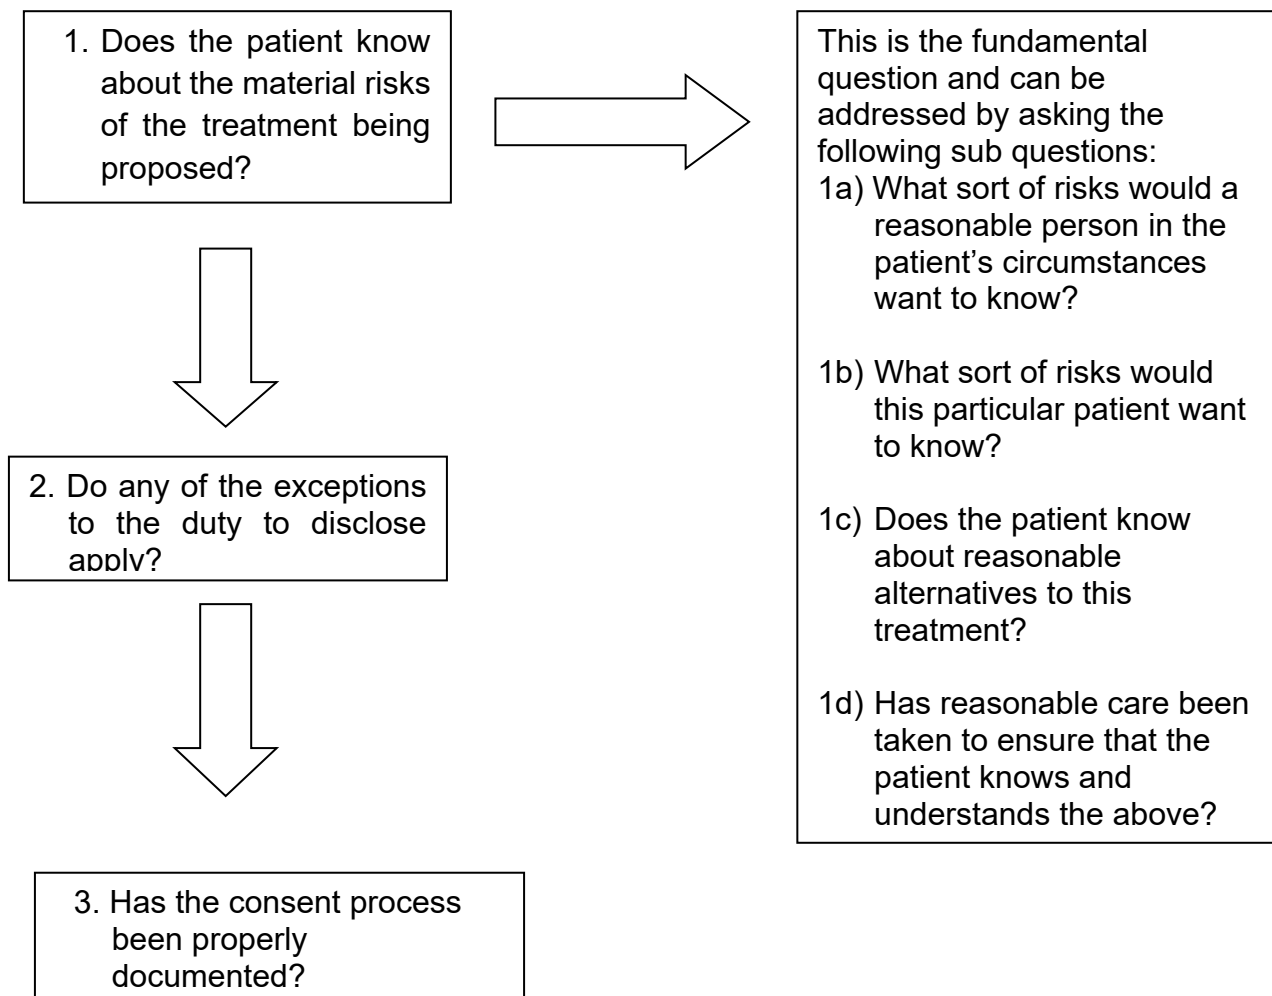 1. Does the patient know
about the material risks
of the treatment being
proposed?
This is the fundamental
question and can be
addressed by asking the
following sub questions:
1a) What sort of risks would a
reasonable person in the
patient’s circumstances
want to know?
1b) What sort of risks would
this particular patient want
to know?
1c) Does the patient know
about reasonable
alternatives to this
treatment?
1d) Has reasonable care been
taken to ensure that the
patient knows and
understands the above?
2. Do any of the exceptions
to the duty to disclose
apply?
3. Has the consent process
been properly
documented?